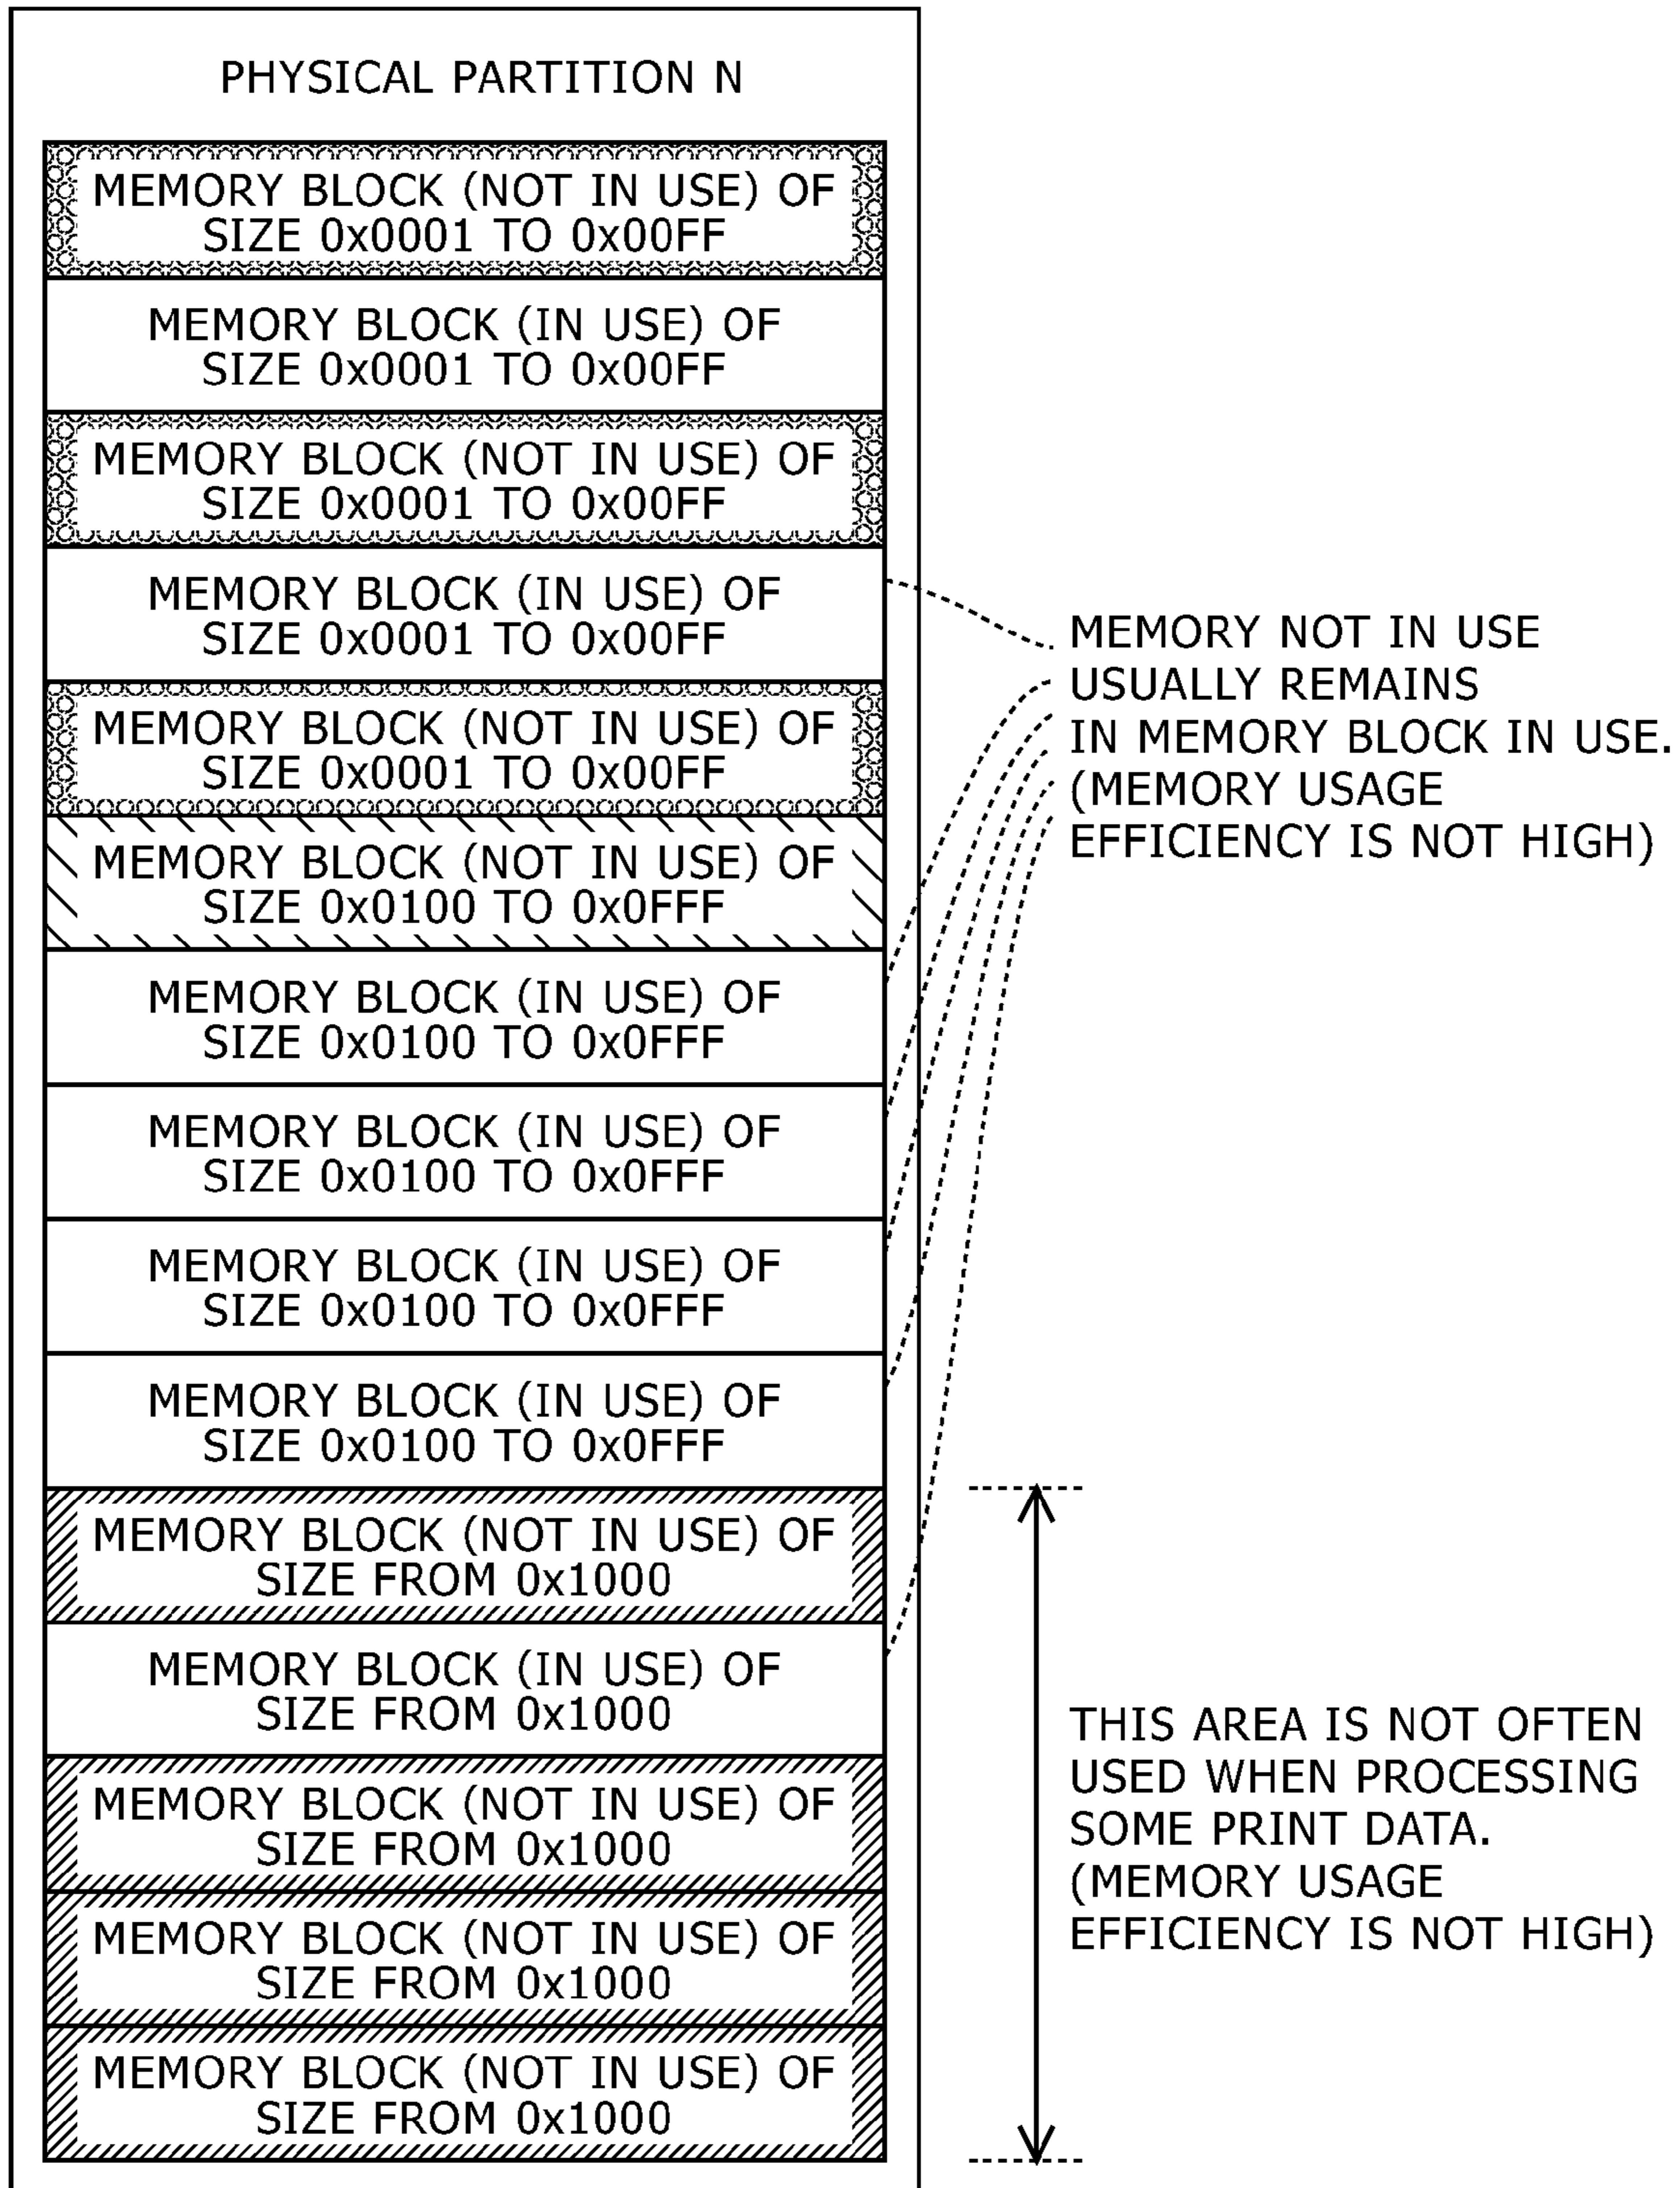 PHYSICAL PARTITION N
MEMORY BLOCK (NOT IN USE) OF
SIZE 0x0001 TO 0x00FF
MEMORY BLOCK (IN USE) OF
SIZE 0x0001 TO 0x00FF
MEMORY BLOCK (NOT IN USE) OF
SIZE 0x0001 TO 0x00FF
MEMORY BLOCK (IN USE) OF
SIZE 0x0001 TO 0x00FF
MEMORY BLOCK (NOT IN USE) OF
SIZE 0x0001 TO 0x00FF
MEMORY BLOCK (NOT IN USE) OF
SIZE 0x0100 TO 0x0FFF
MEMORY BLOCK (IN USE) OF
SIZE 0x0100 TO 0x0FFF
MEMORY BLOCK (IN USE) OF
SIZE 0x0100 TO 0x0FFF
MEMORY BLOCK (IN USE) OF
SIZE 0x0100 TO 0x0FFF
MEMORY BLOCK (IN USE) OF
SIZE 0x0100 TO 0x0FFF
MEMORY BLOCK (NOT IN USE) OF
SIZE FROM 0x1000
MEMORY BLOCK (IN USE) OF
SIZE FROM 0x1000
MEMORY BLOCK (NOT IN USE) OF
SIZE FROM 0x1000
MEMORY BLOCK (NOT IN USE) OF
SIZE FROM 0x1000
MEMORY BLOCK (NOT IN USE) OF
SIZE FROM 0x1000
MEMORY NOT IN USE
USUALLY REMAINS
IN MEMORY BLOCK IN USE.
(MEMORY USAGE
EFFICIENCY IS NOT HIGH)
THIS AREA IS NOT OFTEN
USED WHEN PROCESSING
SOME PRINT DATA.
(MEMORY USAGE
EFFICIENCY IS NOT HIGH)